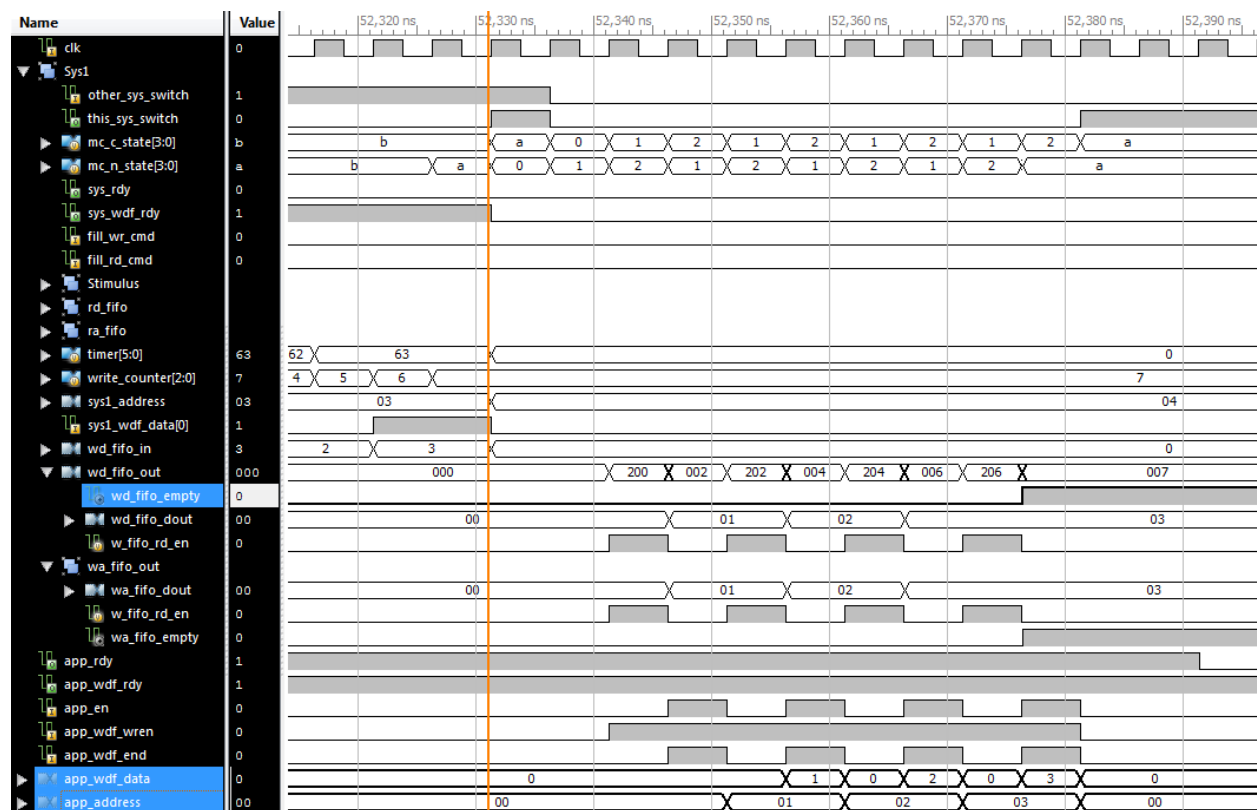 Name Value 52,320 ns 52,330 ns 52,340 ns 52,350 ns 52,360 ns 52,370 ns 52,380 ns 52,390 ns
clk 0
Sys1
other_sys_switch 1
this_sys_switch 0
mc_c_state[3:0] b b a 0 1 2 1 2 1 2 1 2 a
mc_n_state[3:0] a b a 0 1 2 1 2 1 2 1 2 a
sys_rdy 0
sys_wdf_rdy 1
fill_wr_cmd 0
fill_rd_cmd 0
Stimulus
rd_fifo
ra_fifo
timer[5:0] 63 62 63 0
write_counter[2:0] 7 4 5 6 7
sys1_address 03 03 04
sys1_wdf_data[0] 1
wd_fifo_in 3 2 3 0
wd_fifo_out 000 000 200 002 202 004 204 006 206 007
wd_fifo_empty 0
wd_fifo_dout 00 00 01 02 03
w_fifo_rd_en 0
wa_fifo_out
wa_fifo_dout 00 00 01 02 03
w_fifo_rd_en 0
wa_fifo_empty 0
app_rdy 1
app_wdf_rdy 1
app_en 0
app_wdf_wren 0
app_wdf_end 0
app_wdf_data 0 0 1 0 2 0 3 0
app_address 00 00 01 02 03 00